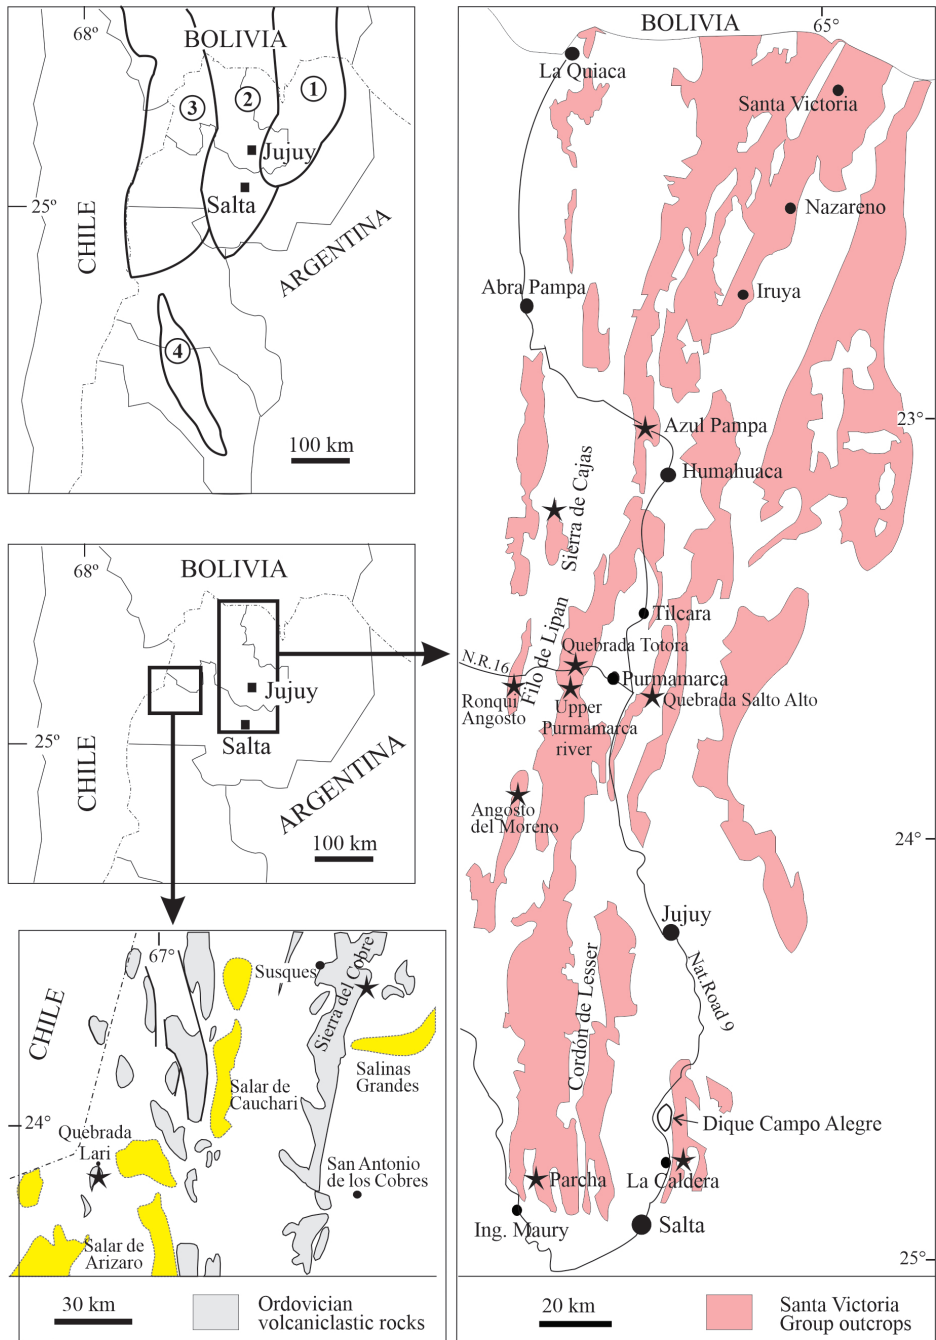 68º
BOLIVIA
1
2
3
Jujuy
Salta
25º
CHILE
ARGENTINA
4
100 km
68º
BOLIVIA
Jujuy
Salta
25º
CHILE
ARGENTINA
100 km
67°
Susques
Sierra del Cobre
CHILE
Salar de
Cauchari
Salinas
Grandes
24°
Quebrada
Lari
San Antonio
de los Cobres
Salar de
Arizaro
30 km
Ordovician
volcaniclastic rocks
BOLIVIA
65°
La Quiaca
Santa Victoria
Nazareno
Abra Pampa
Iruya
23°
Azul Pampa
Humahuaca
Sierra de Cajas
Tilcara
Filo de Lipan
Quebrada Totora
N.R.16
Purmamarca
Ronqui
Angosto
Upper
Purmamarca
river
Quebrada Salto Alto
Angosto
del Moreno
24°
Jujuy
Nat.Road 9
Cordón de Lesser
Dique Campo Alegre
La Caldera
Parcha
Ing. Maury
Salta
25°
20 km
Santa Victoria
Group outcrops